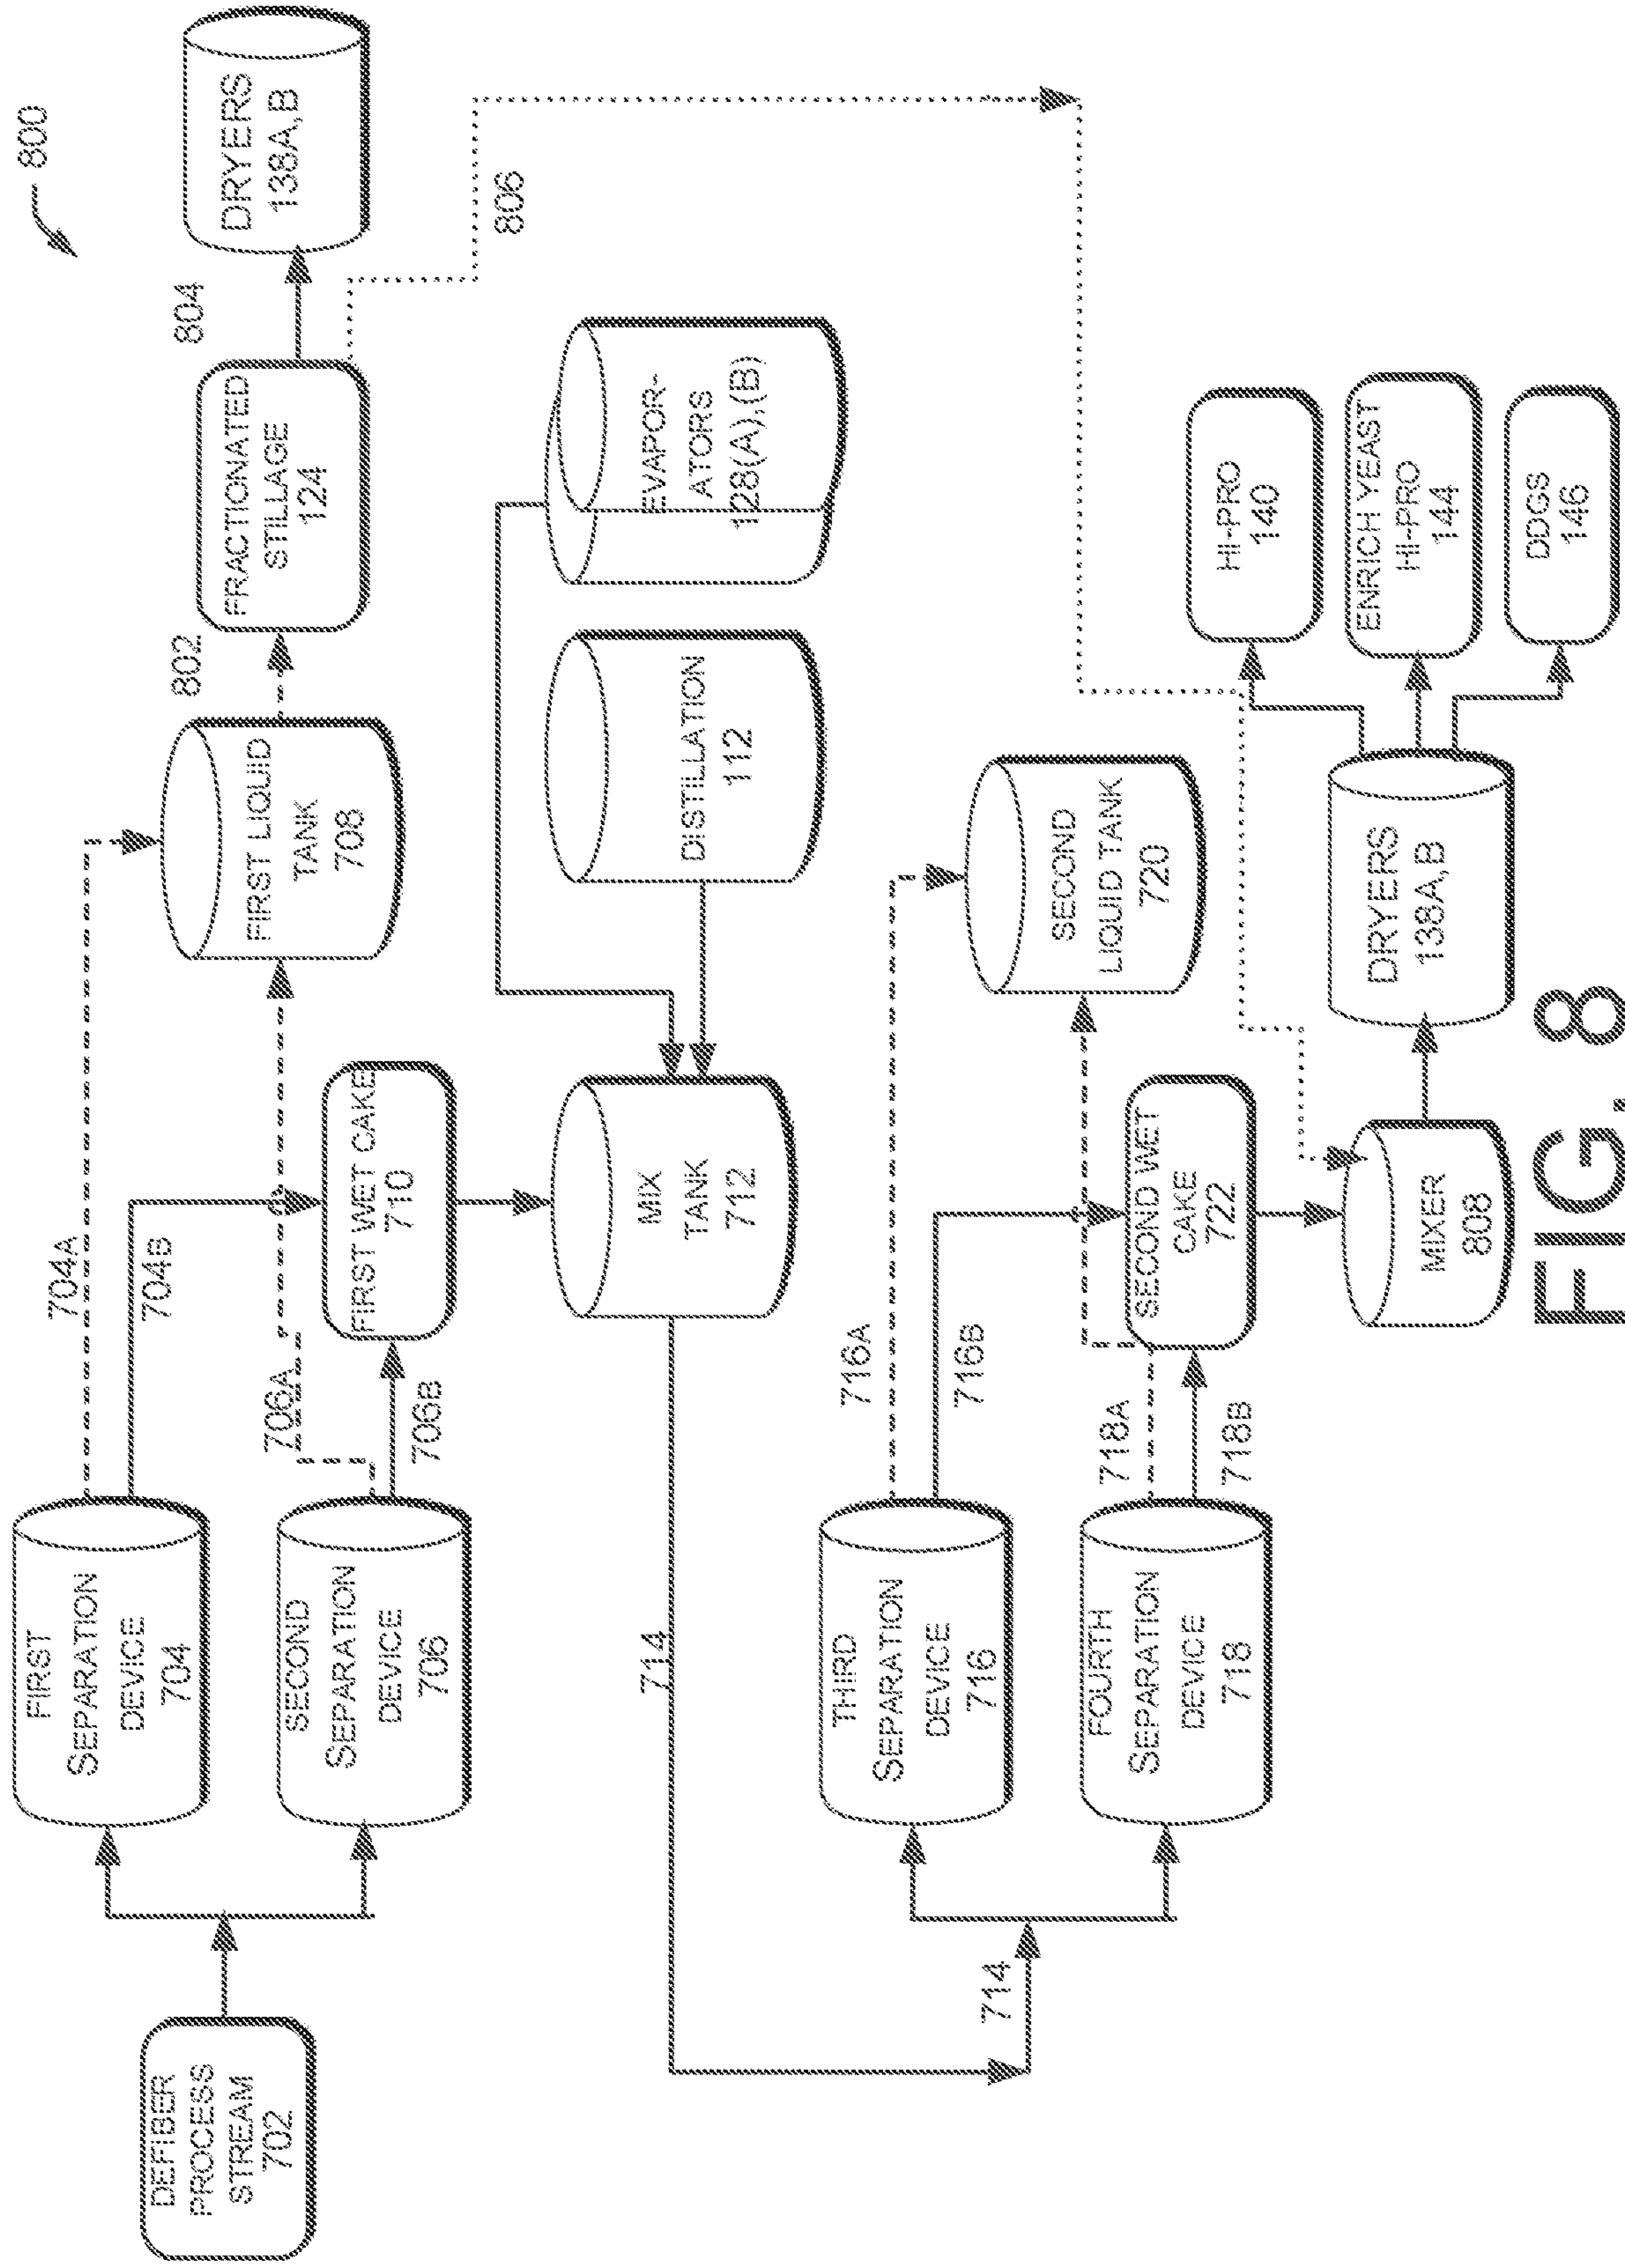 800
DEFIBER
PROCESS
STREAM
702
FIRST
SEPARATION
DEVICE
704
SECOND
SEPARATION
DEVICE
706
704A
704B
706A
706B
FIRST LIQUID
TANK
708
802
FRACTIONATED
STILLAGE
124
804
DRYERS
138A,B
806
FIRST WET CAKE
710
MIX
TANK
712
DISTILLATION
112
EVAPOR-
ATORS
128(A),(B)
714
714
THIRD
SEPARATION
DEVICE
716
FOURTH
SEPARATION
DEVICE
718
716A
716B
718A
718B
SECOND
LIQUID TANK
720
SECOND WET
CAKE
722
MIXER
808
DRYERS
138A,B
HI-PRO
140
ENRICH YEAST
HI-PRO
144
DDGS
146
FIG. 8